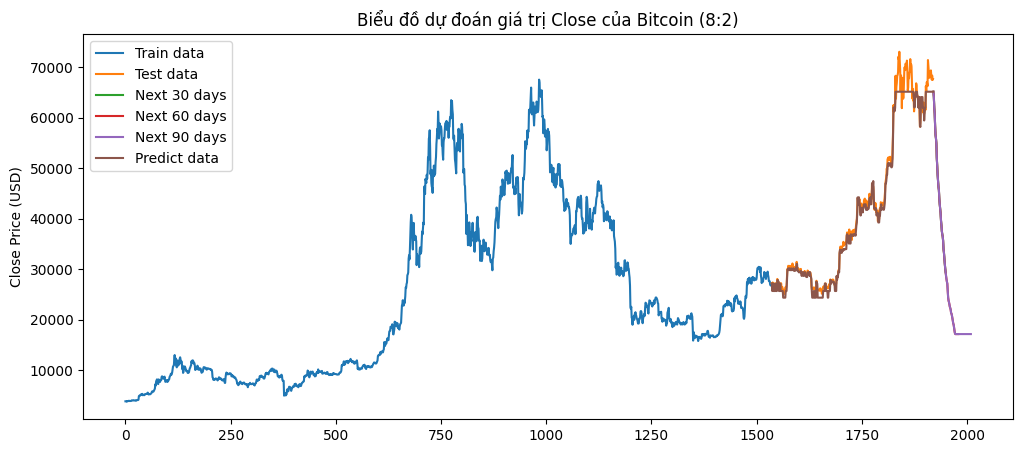 Biểu đồ dự đoán giá trị Close của Bitcoin (8:2)
Train data
Test data
Next 30 days
Next 60 days
Next 90 days
Predict data
Close Price (USD)
70000
60000
50000
40000
30000
20000
10000
0 250 500 750 1000 1250 1500 1750 2000